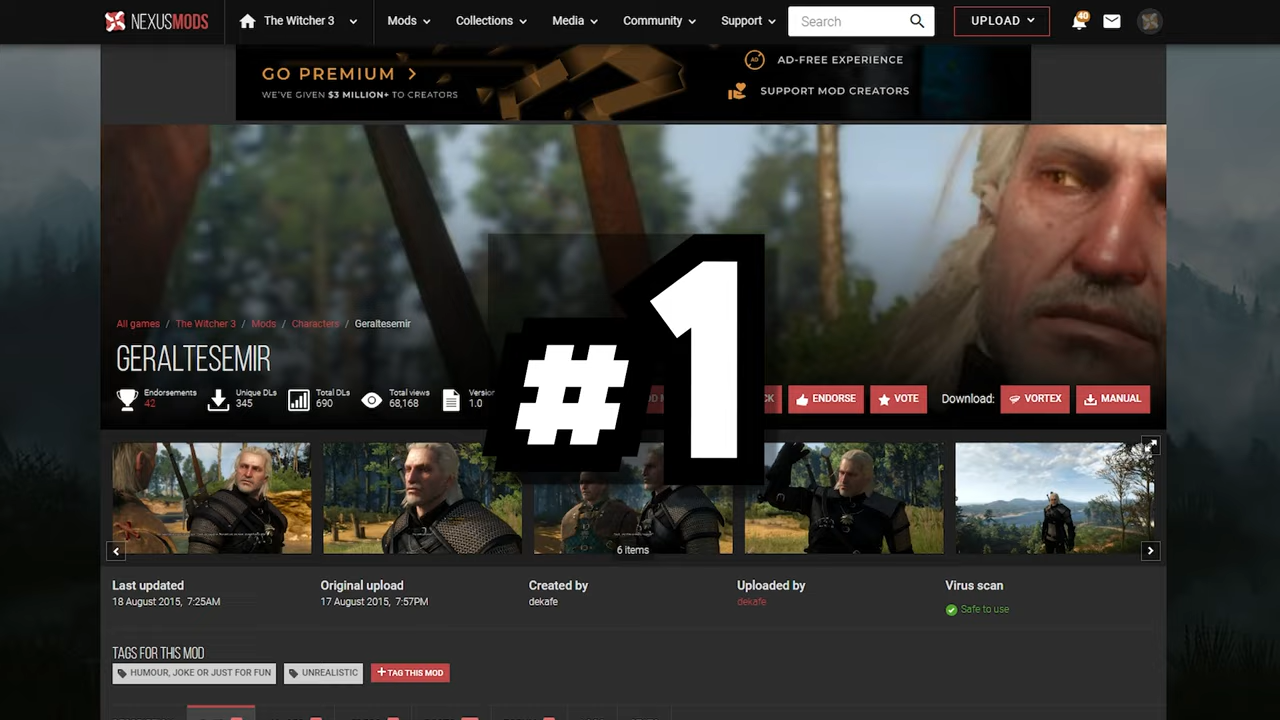 NEXUSMODS
The Witcher 3
Mods
Collections
Media
Community
Support
Search
UPLOAD
40
GO PREMIUM
WE'VE GIVEN $3 MILLION+ TO CREATORS
AD-FREE EXPERIENCE
SUPPORT MOD CREATORS
#1
All games / The Witcher 3 / Mods / Characters / Geraltesemir
GERALTESEMIR
Endorsements
42
Unique DLs
345
Total DLs
690
Total views
68,168
Version
1.0
ENDORSE
VOTE
Download:
VORTEX
MANUAL
6 items
Last updated
18 August 2015, 7:25AM
Original upload
17 August 2015, 7:57PM
Created by
dekafe
Uploaded by
dekafe
Virus scan
Safe to use
TAGS FOR THIS MOD
HUMOUR, JOKE OR JUST FOR FUN
UNREALISTIC
+TAG THIS MOD